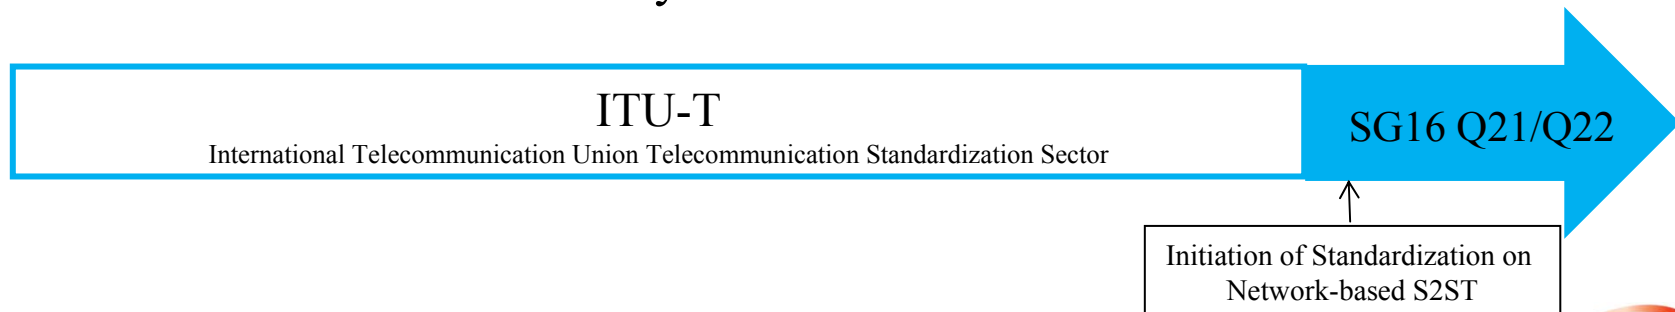 ITU-T
International Telecommunication Union Telecommunication Standardization Sector
SG16 Q21/Q22
Initiation of Standardization on
Network-based S2ST